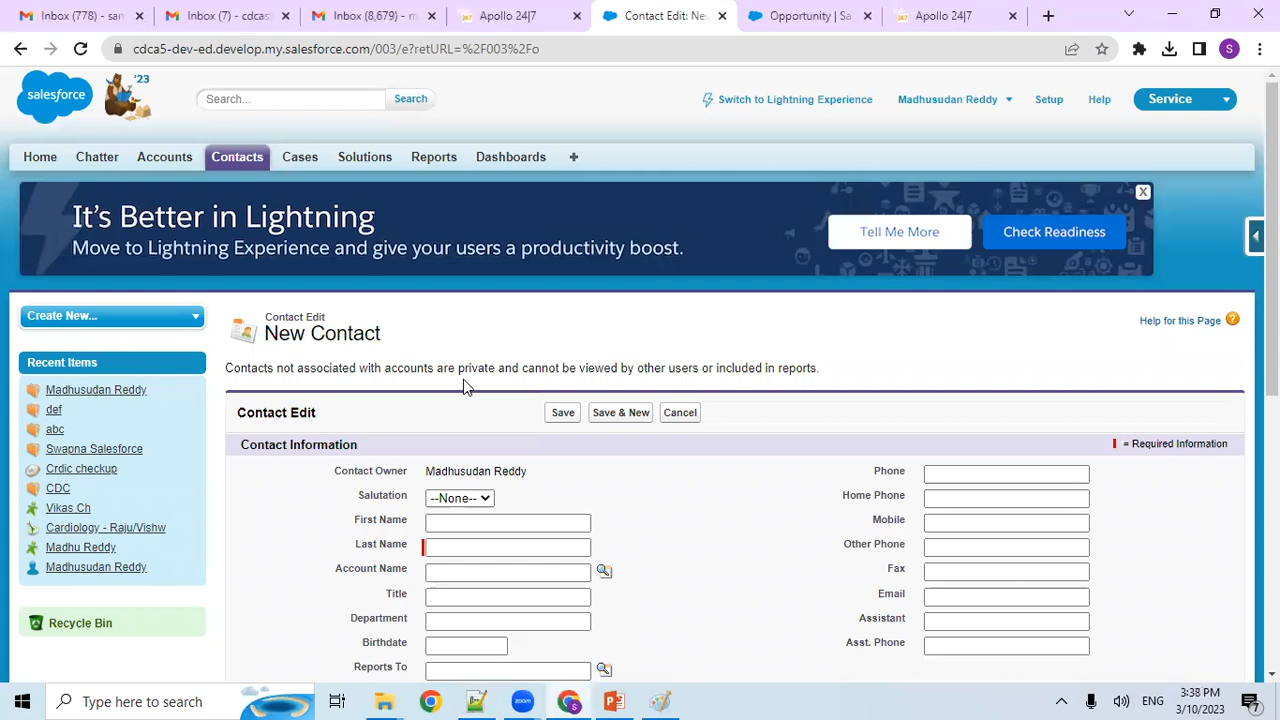 Inbox (778) - san
Inbox (7) - cdcas
Inbox (8,679) - m
Apollo 24|7
Contact Edit: Ne
Opportunity | Sa
Apollo 24|7
cdca5-dev-ed.develop.my.salesforce.com/003/e?retURL=%2F003%2Fo
S
salesforce
'23
Search...
Search
Switch to Lightning Experience
Madhusudan Reddy
Setup
Help
Service
Home
Chatter
Accounts
Contacts
Cases
Solutions
Reports
Dashboards
It's Better in Lightning
Move to Lightning Experience and give your users a productivity boost.
Tell Me More
Check Readiness
X
Create New...
Recent Items
Madhusudan Reddy
def
abc
Swapna Salesforce
Crdic checkup
CDC
Vikas Ch
Cardiology - Raju/Vishw
Madhu Reddy
Madhusudan Reddy
Recycle Bin
Contact Edit
New Contact
Help for this Page
Contacts not associated with accounts are private and cannot be viewed by other users or included in reports.
Contact Edit
Save
Save & New
Cancel
Contact Information
= Required Information
Contact Owner Madhusudan Reddy
Salutation --None--
First Name
Last Name
Account Name
Title
Department
Birthdate
Reports To
Phone
Home Phone
Mobile
Other Phone
Fax
Email
Assistant
Asst. Phone
Type here to search
zoom
S
ENG
3:38 PM
3/10/2023
7